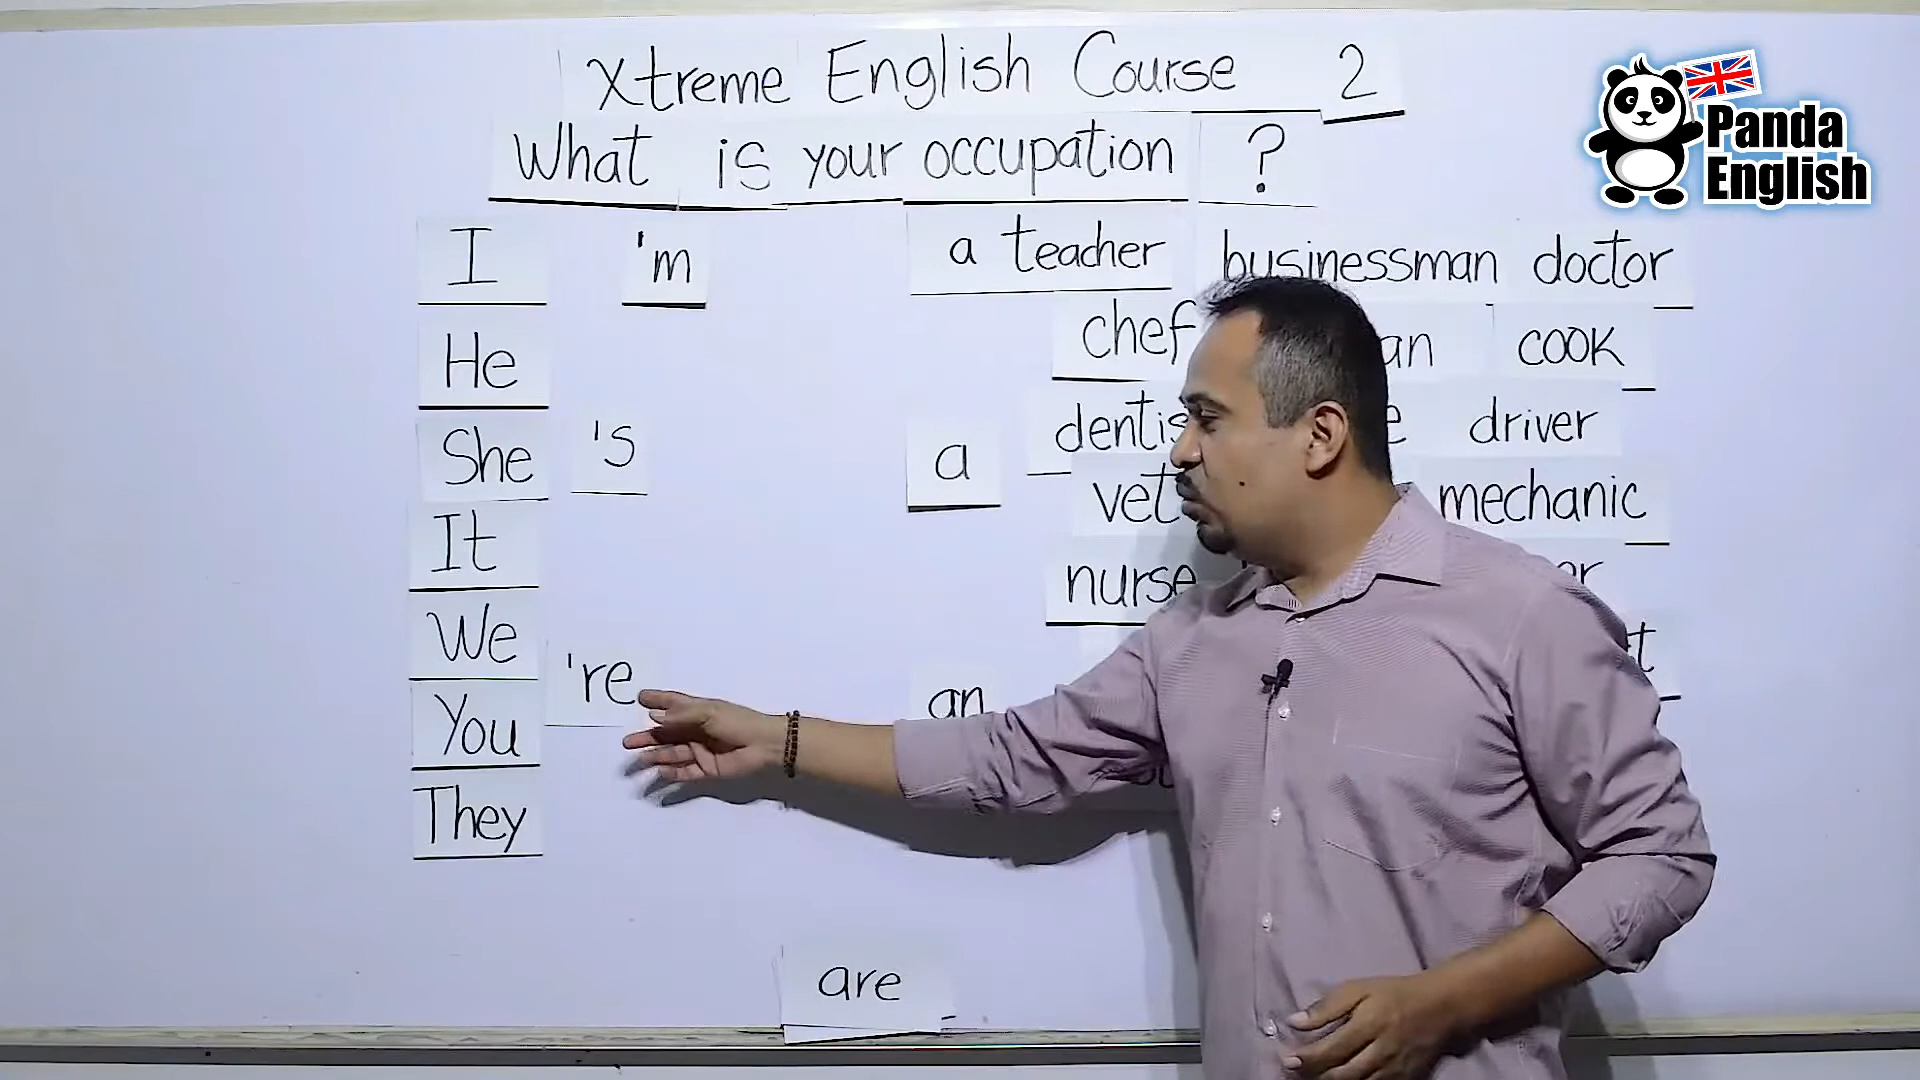 Xtreme English Course 2
What is your occupation ?
Panda
English
I 'm a teacher businessman doctor
He chef cook
She 's a driver
It vet mechanic
We nurse
You 're an
They
are